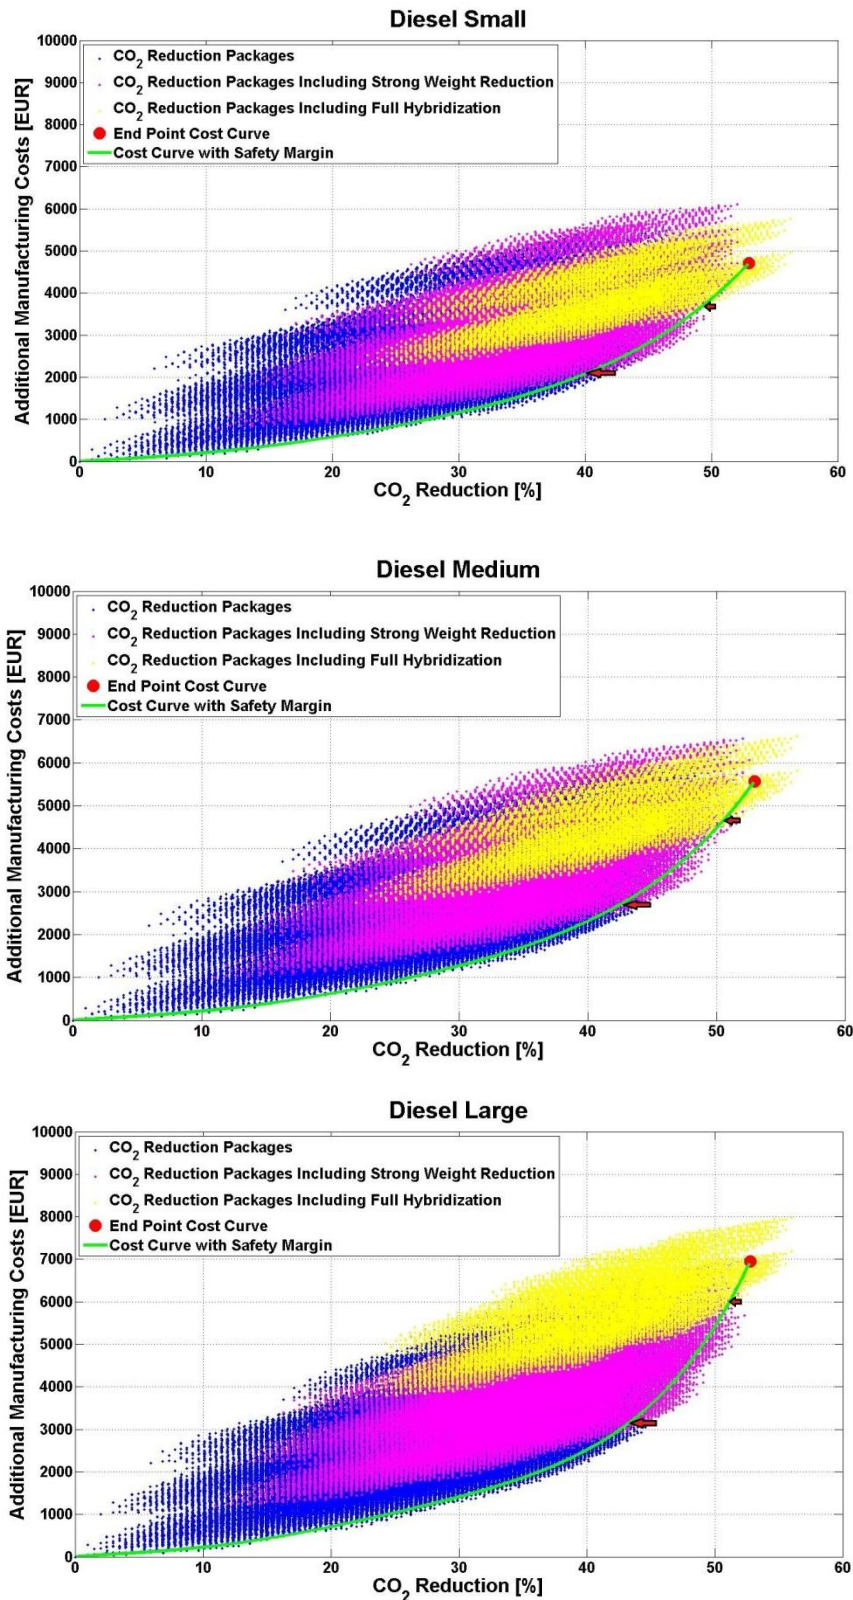 Diesel Small
Additional Manufacturing Costs [EUR]
10000
9000
8000
7000
6000
5000
4000
3000
2000
1000
0
CO2 Reduction Packages
CO2 Reduction Packages Including Strong Weight Reduction
CO2 Reduction Packages Including Full Hybridization
End Point Cost Curve
Cost Curve with Safety Margin
0 10 20 30 40 50 60
CO2 Reduction [%]
Diesel Medium
Additional Manufacturing Costs [EUR]
10000
9000
8000
7000
6000
5000
4000
3000
2000
1000
0
CO2 Reduction Packages
CO2 Reduction Packages Including Strong Weight Reduction
CO2 Reduction Packages Including Full Hybridization
End Point Cost Curve
Cost Curve with Safety Margin
0 10 20 30 40 50 60
CO2 Reduction [%]
Diesel Large
Additional Manufacturing Costs [EUR]
10000
9000
8000
7000
6000
5000
4000
3000
2000
1000
0
CO2 Reduction Packages
CO2 Reduction Packages Including Strong Weight Reduction
CO2 Reduction Packages Including Full Hybridization
End Point Cost Curve
Cost Curve with Safety Margin
0 10 20 30 40 50 60
CO2 Reduction [%]